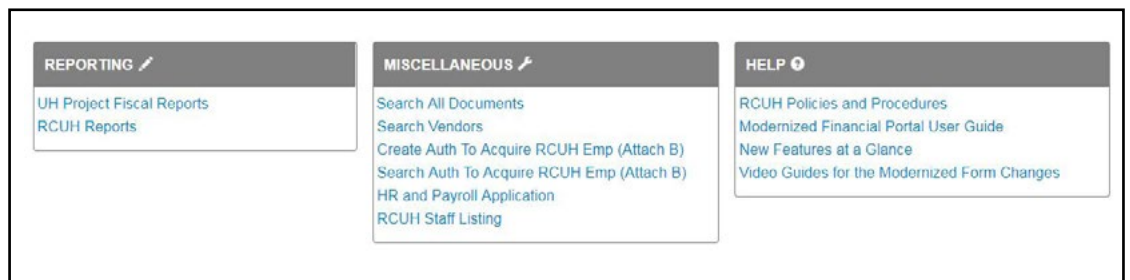 REPORTING
UH Project Fiscal Reports
RCUH Reports
MISCELLANEOUS
Search All Documents
Search Vendors
Create Auth To Acquire RCUH Emp (Attach B)
Search Auth To Acquire RCUH Emp (Attach B)
HR and Payroll Application
RCUH Staff Listing
HELP
RCUH Policies and Procedures
Modernized Financial Portal User Guide
New Features at a Glance
Video Guides for the Modernized Form Changes